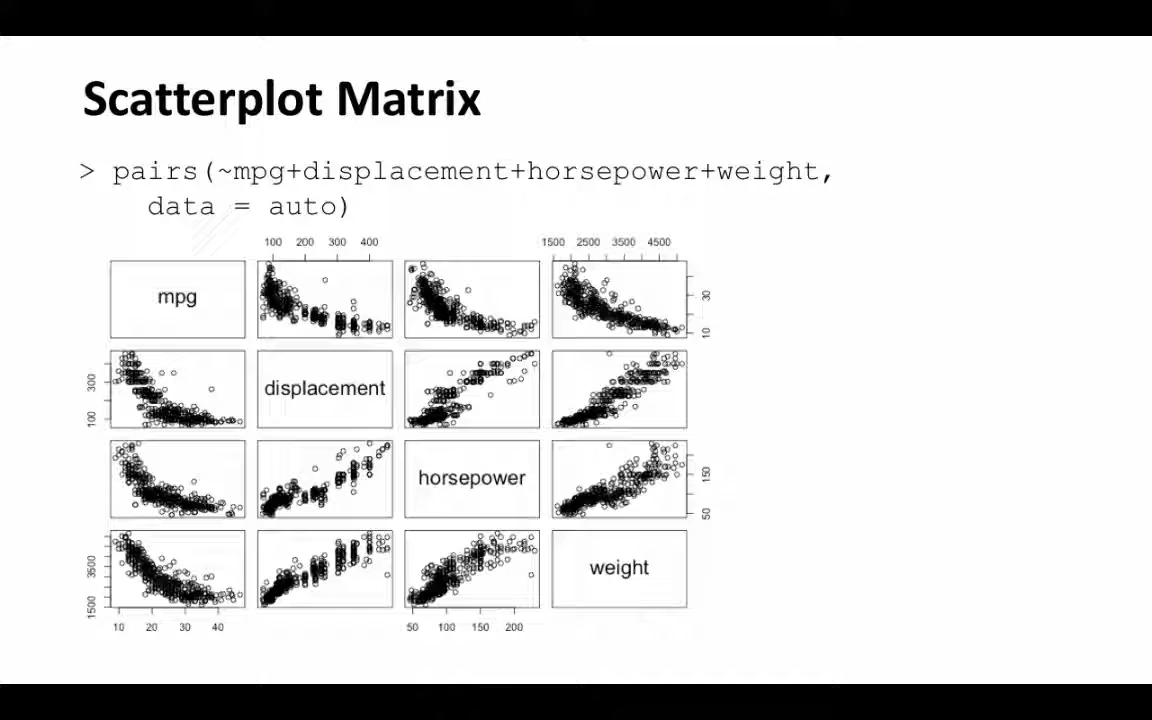 Scatterplot Matrix
> pairs(~mpg+displacement+horsepower+weight,
data = auto)
100 200 300 400 1500 2500 3500 4500
mpg
10 30
displacement
100 300
horsepower
50 150
weight
1500 3500
10 20 30 40 50 100 150 200